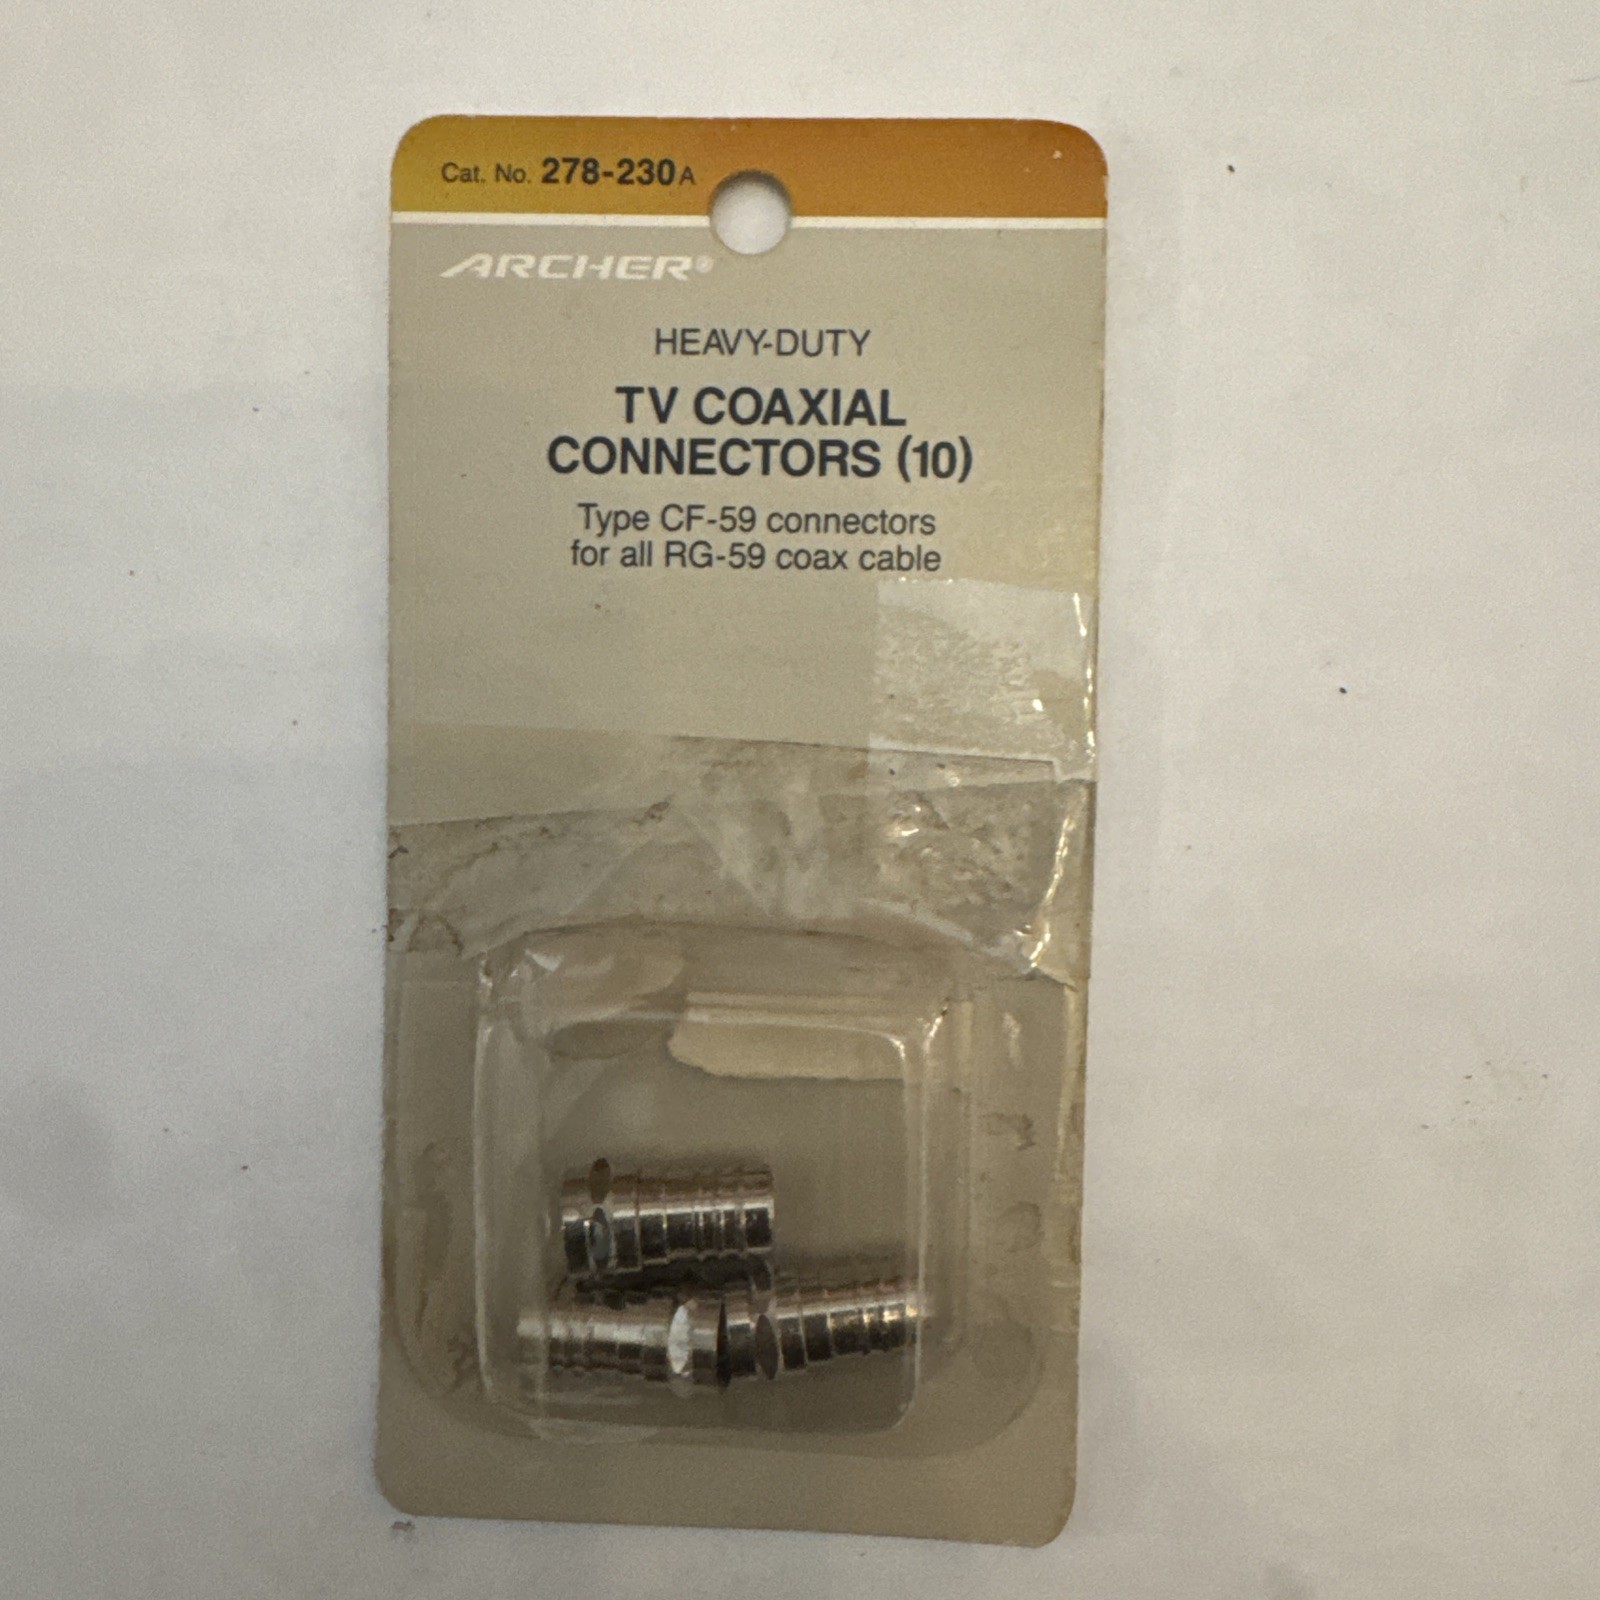 Cat. No. 278-230A
ARCHER®
HEAVY-DUTY
TV COAXIAL
CONNECTORS (10)
Type CF-59 connectors
for all RG-59 coax cable